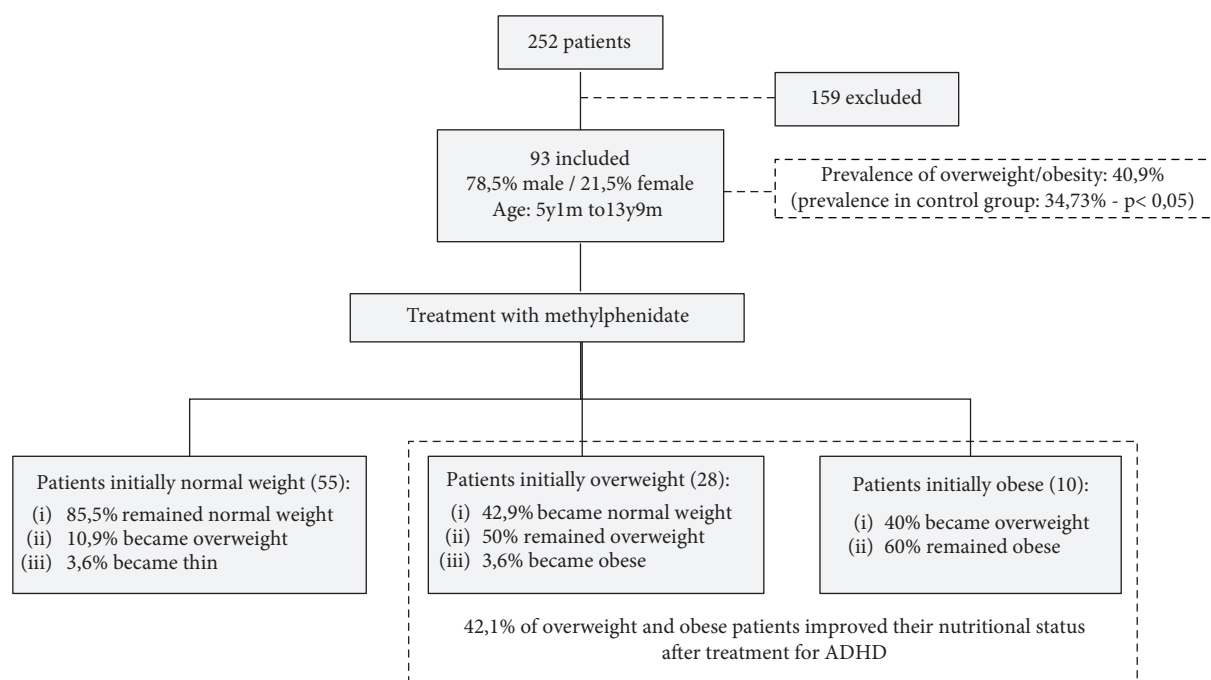 252 patients
159 excluded
93 included
78,5% male / 21,5% female
Age: 5y1m to13y9m
Prevalence of overweight/obesity: 40,9%
(prevalence in control group: 34,73% - p< 0,05)
Treatment with methylphenidate
Patients initially normal weight (55):
(i) 85,5% remained normal weight
(ii) 10,9% became overweight
(iii) 3,6% became thin
Patients initially overweight (28):
(i) 42,9% became normal weight
(ii) 50% remained overweight
(iii) 3,6% became obese
Patients initially obese (10):
(i) 40% became overweight
(ii) 60% remained obese
42,1% of overweight and obese patients improved their nutritional status
after treatment for ADHD